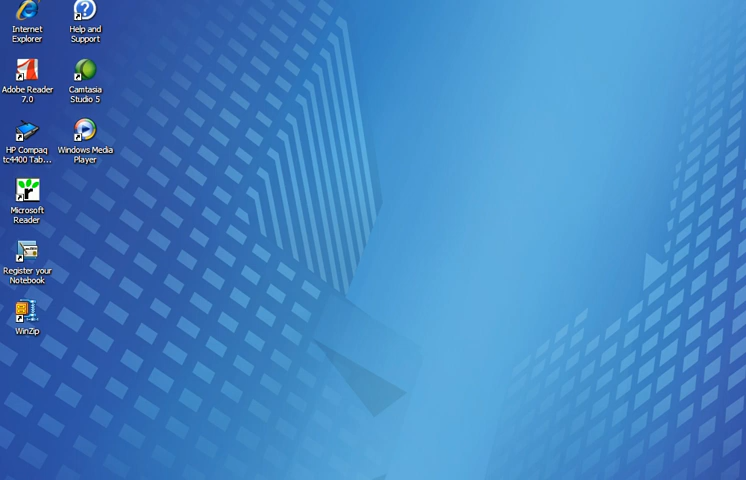 Internet
Explorer
Help and
Support
Adobe Reader
7.0
Camtasia
Studio 5
HP Compaq
tc4400 Tab...
Windows Media
Player
Microsoft
Reader
Register your
Notebook
WinZip